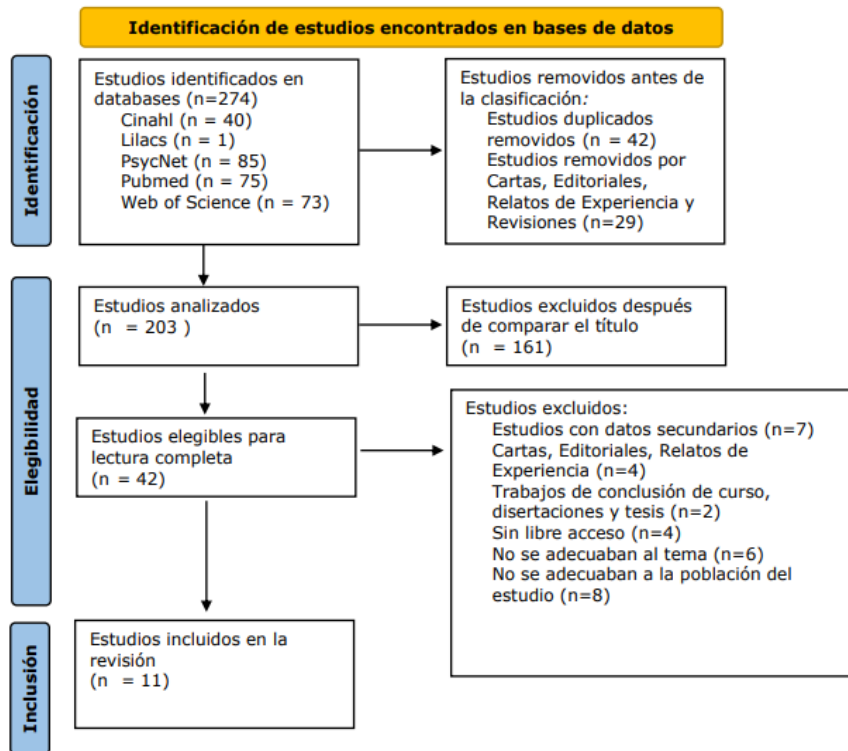 Identificación de estudios encontrados en bases de datos
Identificación
Estudios identificados en
databases (n=274)
Cinahl (n = 40)
Lilacs (n = 1)
PsycNet (n = 85)
Pubmed (n = 75)
Web of Science (n = 73)
Estudios removidos antes de
la clasificación:
Estudios duplicados
removidos (n = 42)
Estudios removidos por
Cartas, Editoriales,
Relatos de Experiencia y
Revisiones (n=29)
Elegibilidad
Estudios analizados
(n = 203 )
Estudios excluidos después
de comparar el título
(n = 161)
Estudios elegibles para
lectura completa
(n = 42)
Estudios excluidos:
Estudios con datos secundarios (n=7)
Cartas, Editoriales, Relatos de
Experiencia (n=4)
Trabajos de conclusión de curso,
disertaciones y tesis (n=2)
Sin libre acceso (n=4)
No se adecuaban al tema (n=6)
No se adecuaban a la población del
estudio (n=8)
Inclusión
Estudios incluidos en la
revisión
(n = 11)